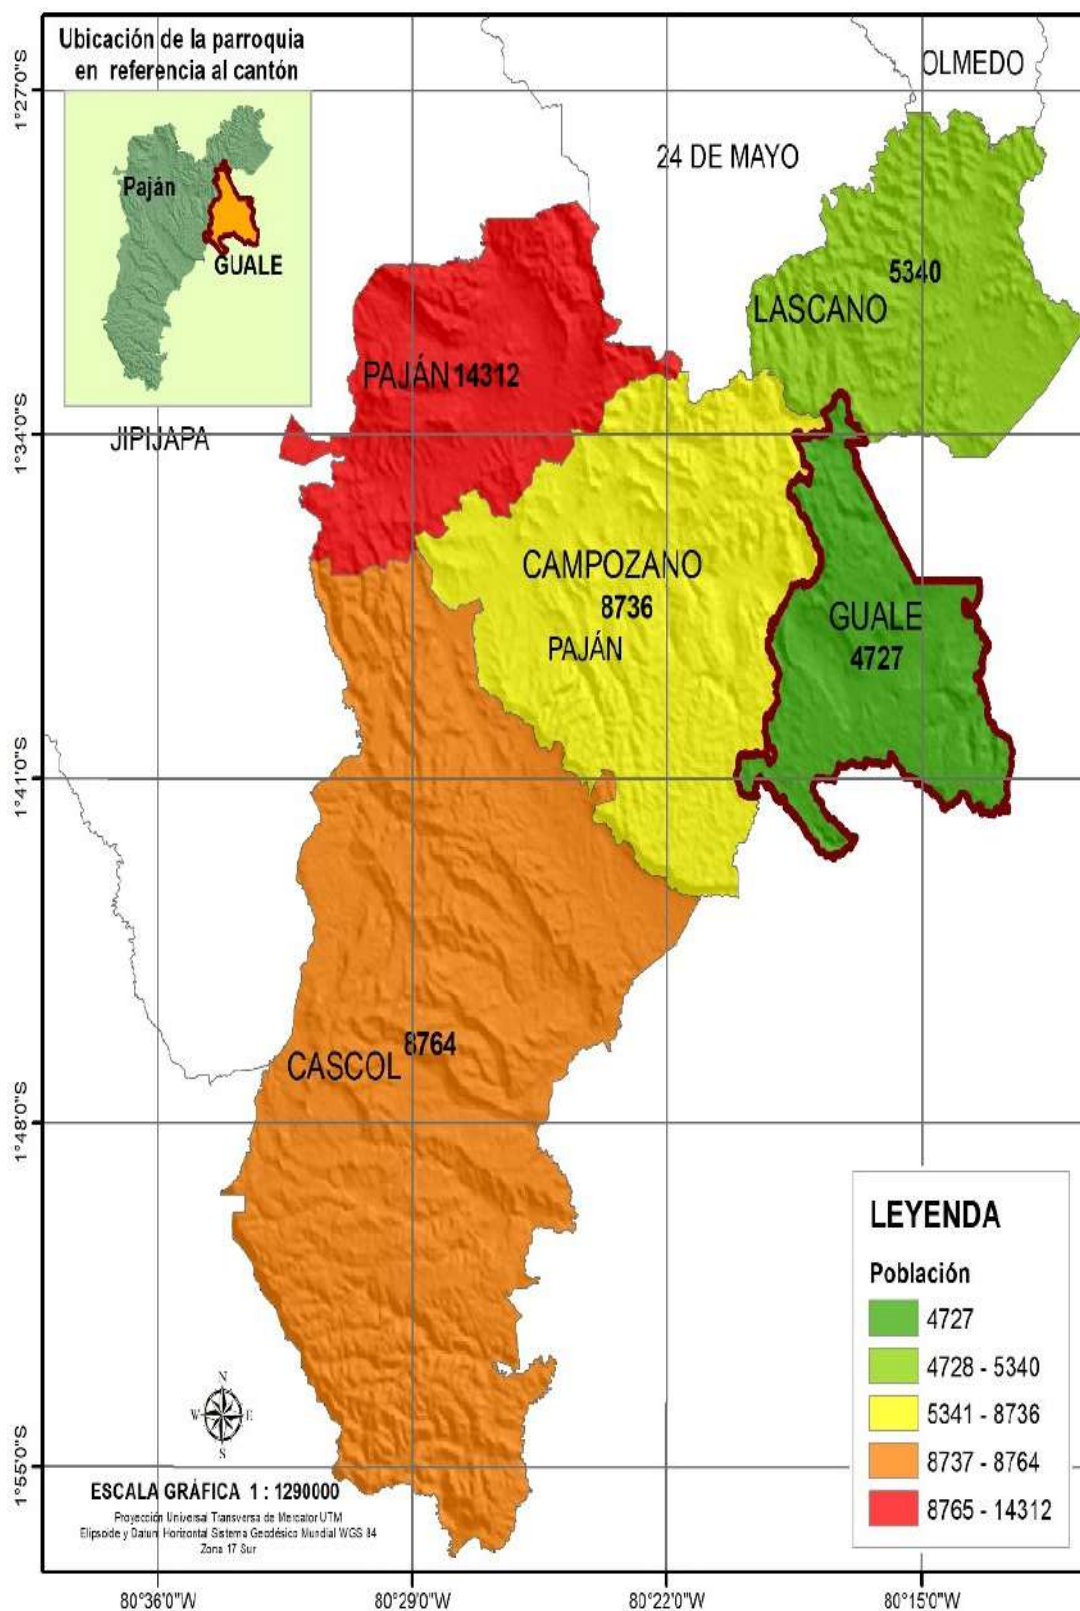 Ubicación de la parroquia
en referencia al cantón
Paján
GUALE
OLMEDO
24 DE MAYO
5340
LASCANO
PAJÁN 14312
JIPIJAPA
CAMPOZANO
8736
PAJÁN
GUALE
4727
8764
CASCOL
LEYENDA
Población
4727
4728 - 5340
5341 - 8736
8737 - 8764
8765 - 14312
N
W E
S
ESCALA GRÁFICA 1 : 1290000
Proyección Universal Transversa de Mercator UTM
Elipsoide y Datum Horizontal Sistema Geodésico Mundial WGS 84
Zona 17 Sur
1°27'0"S
1°34'0"S
1°41'0"S
1°48'0"S
1°55'0"S
80°36'0"W 80°29'0"W 80°22'0"W 80°15'0"W